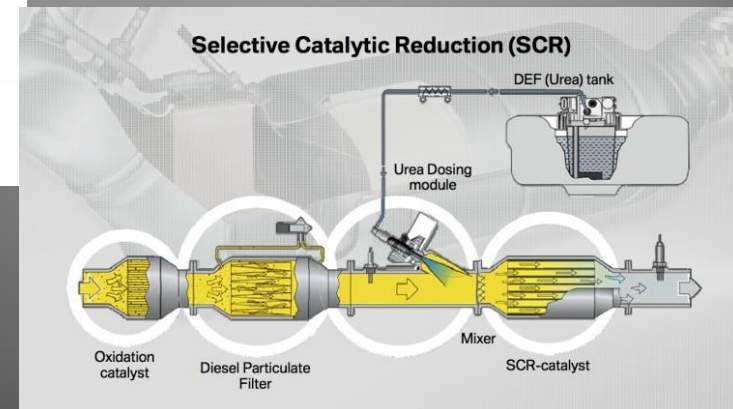 Selective Catalytic Reduction (SCR)
DEF (Urea) tank
Urea Dosing
module
Mixer
Oxidation
catalyst
Diesel Particulate
Filter
SCR-catalyst